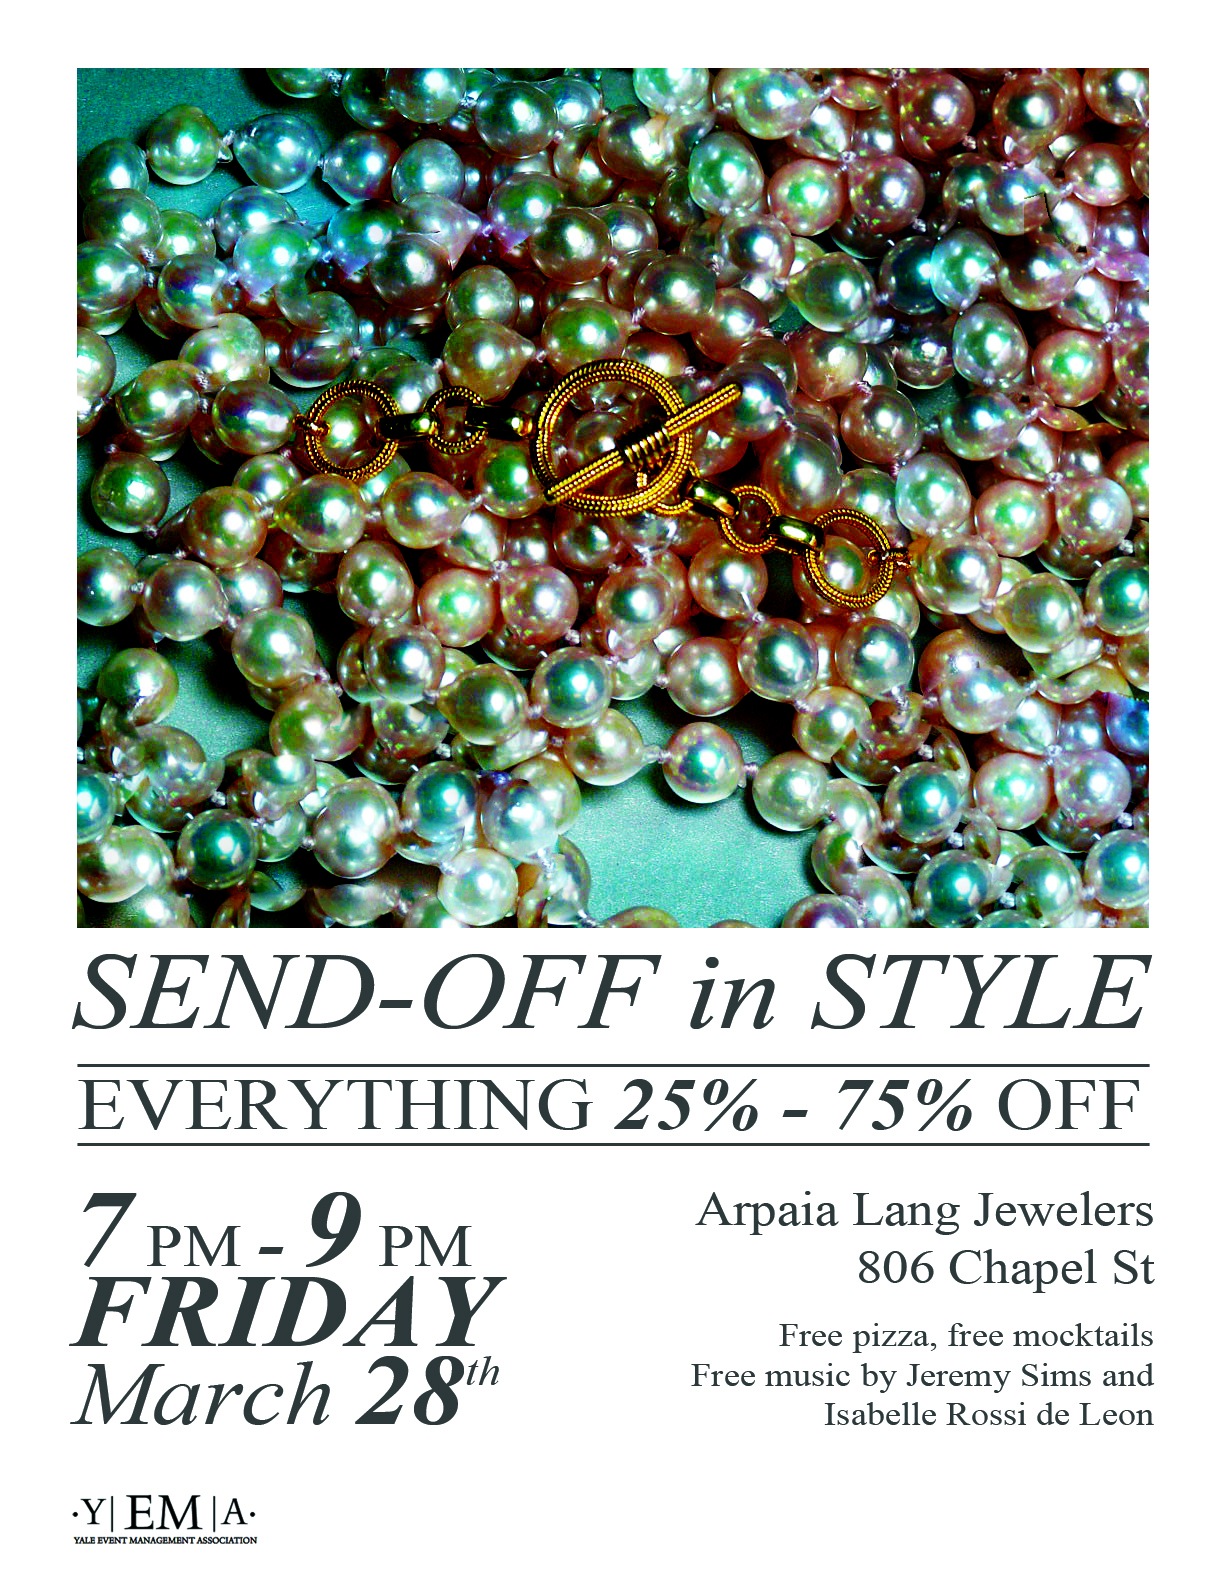 SEND-OFF in STYLE
EVERYTHING 25% - 75% OFF
7 PM - 9 PM
FRIDAY
March 28th
Arpaia Lang Jewelers
806 Chapel St
Free pizza, free mocktails
Free music by Jeremy Sims and
Isabelle Rossi de Leon
·Y|EM|A·
YALE EVENT MANAGEMENT ASSOCIATION